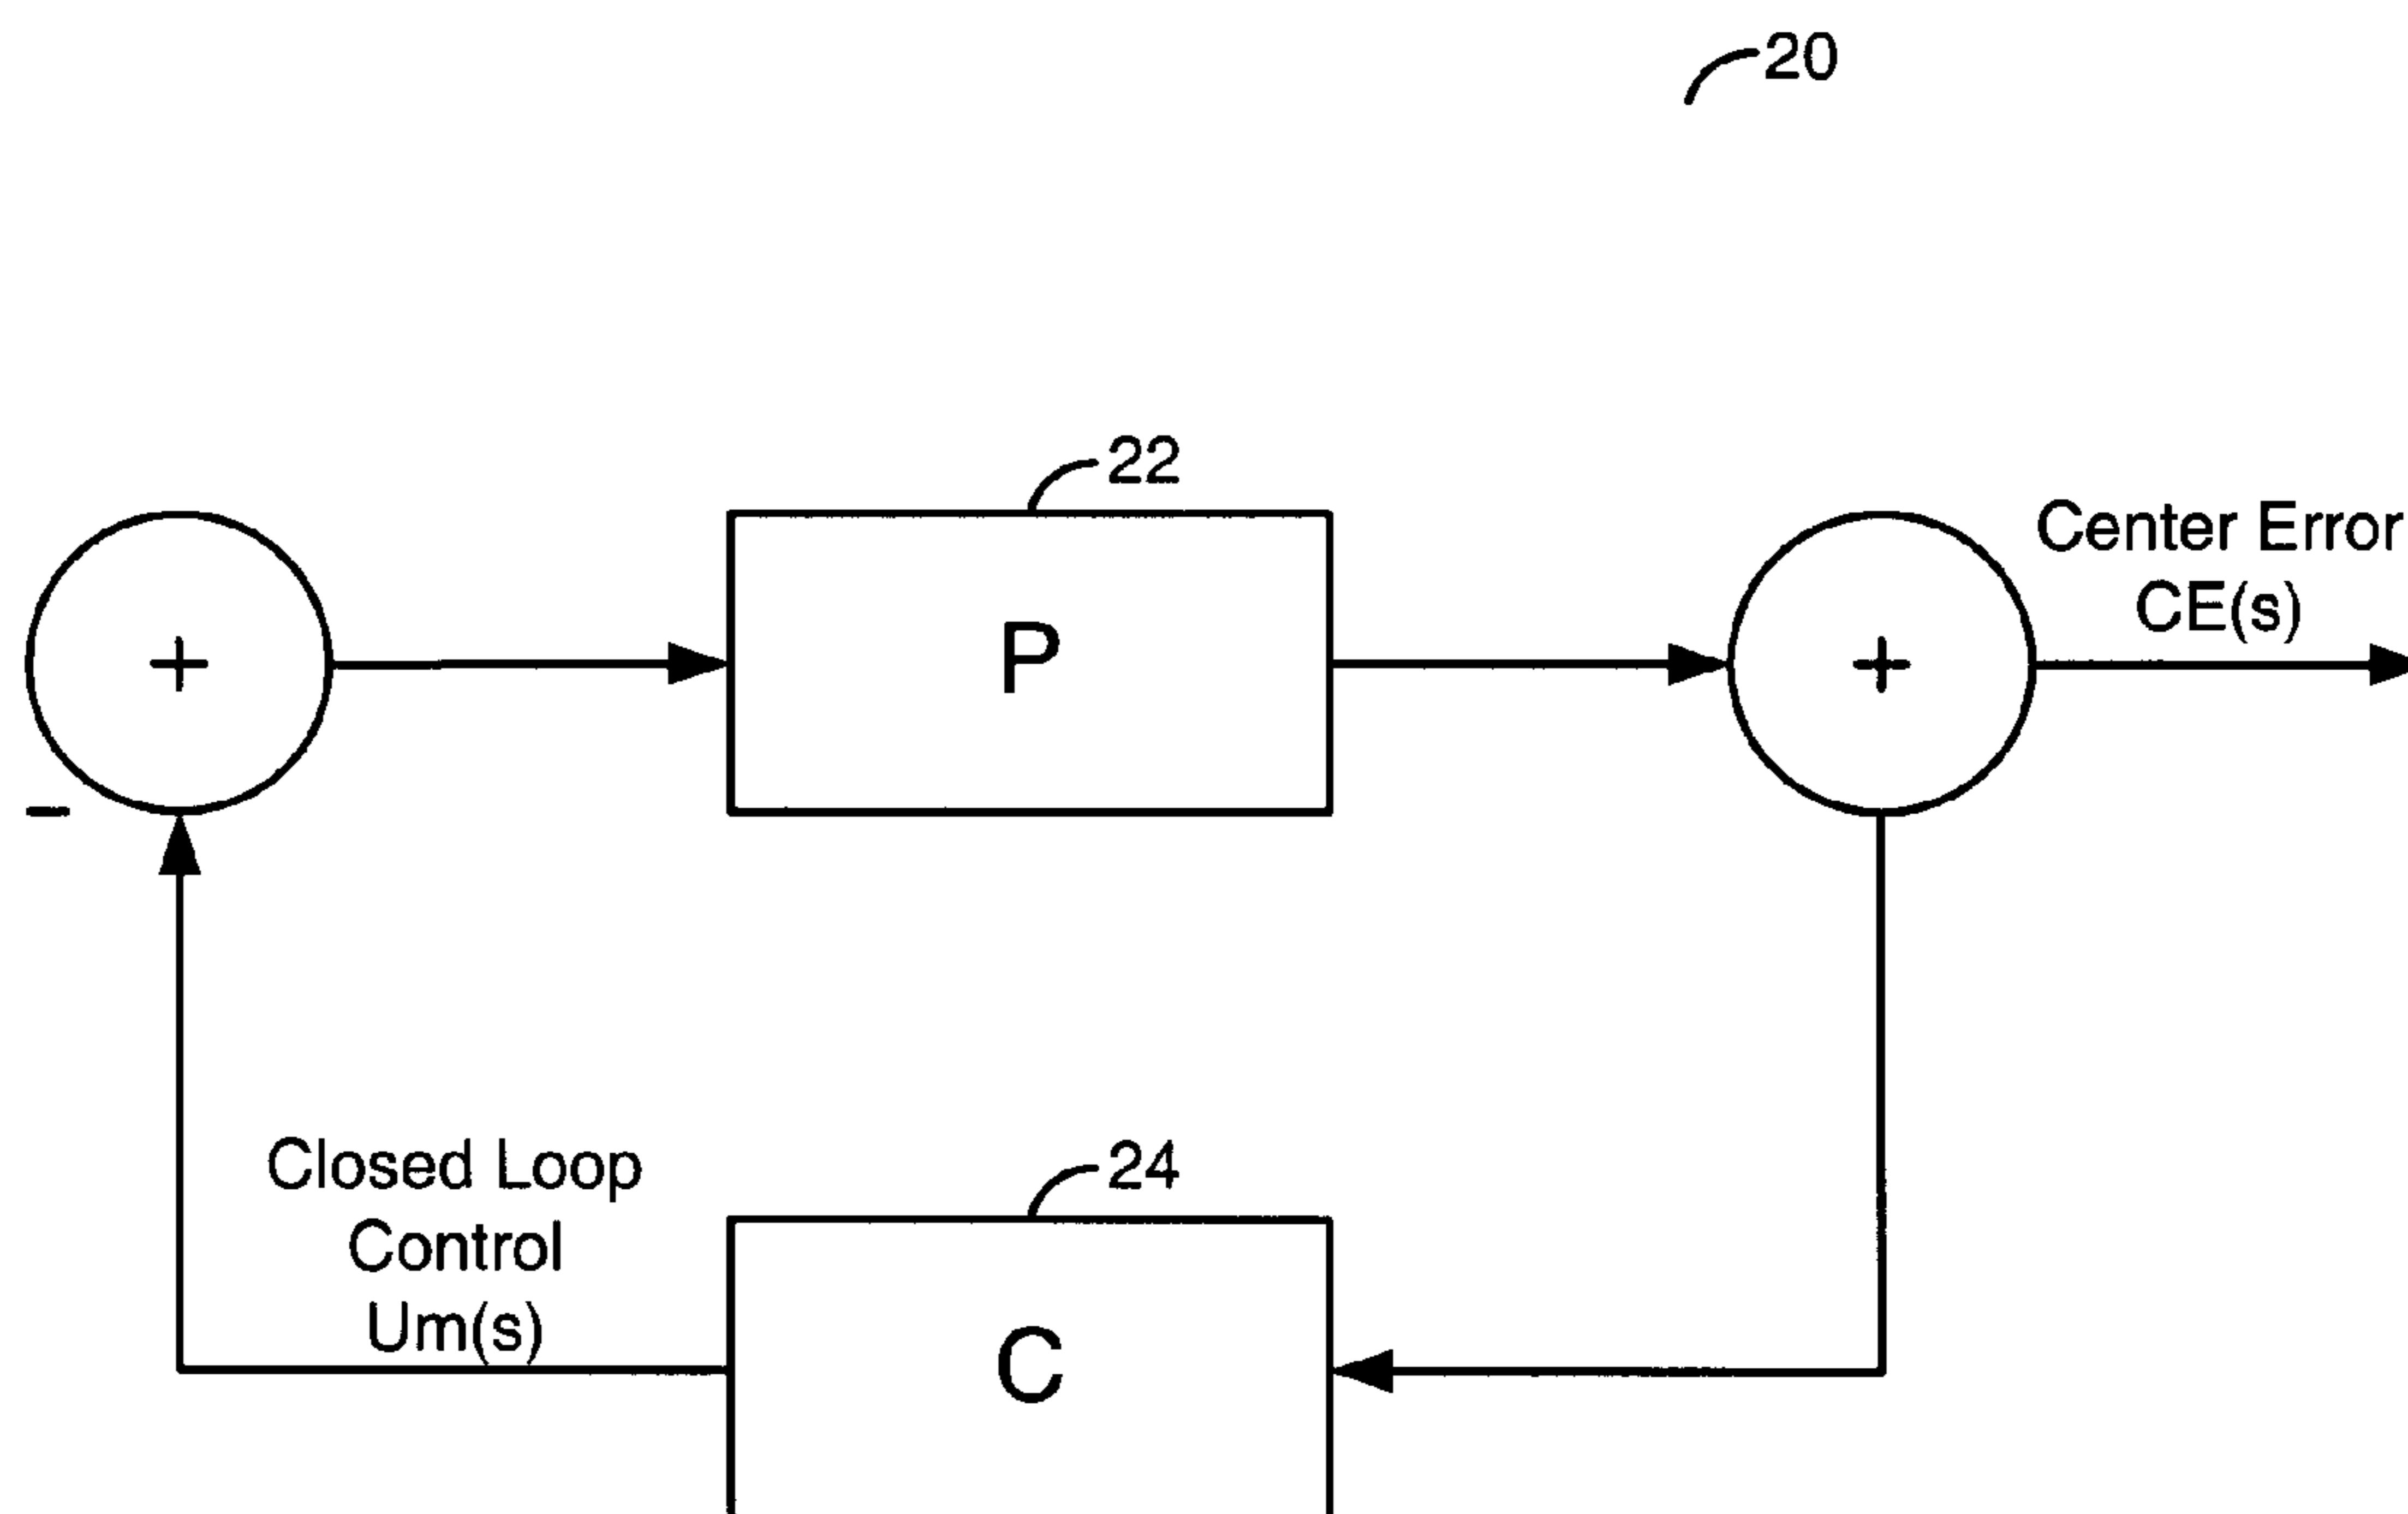 20
22
Center Error
CE(s)
+
P
+
-
24
Closed Loop
Control
Um(s)
C